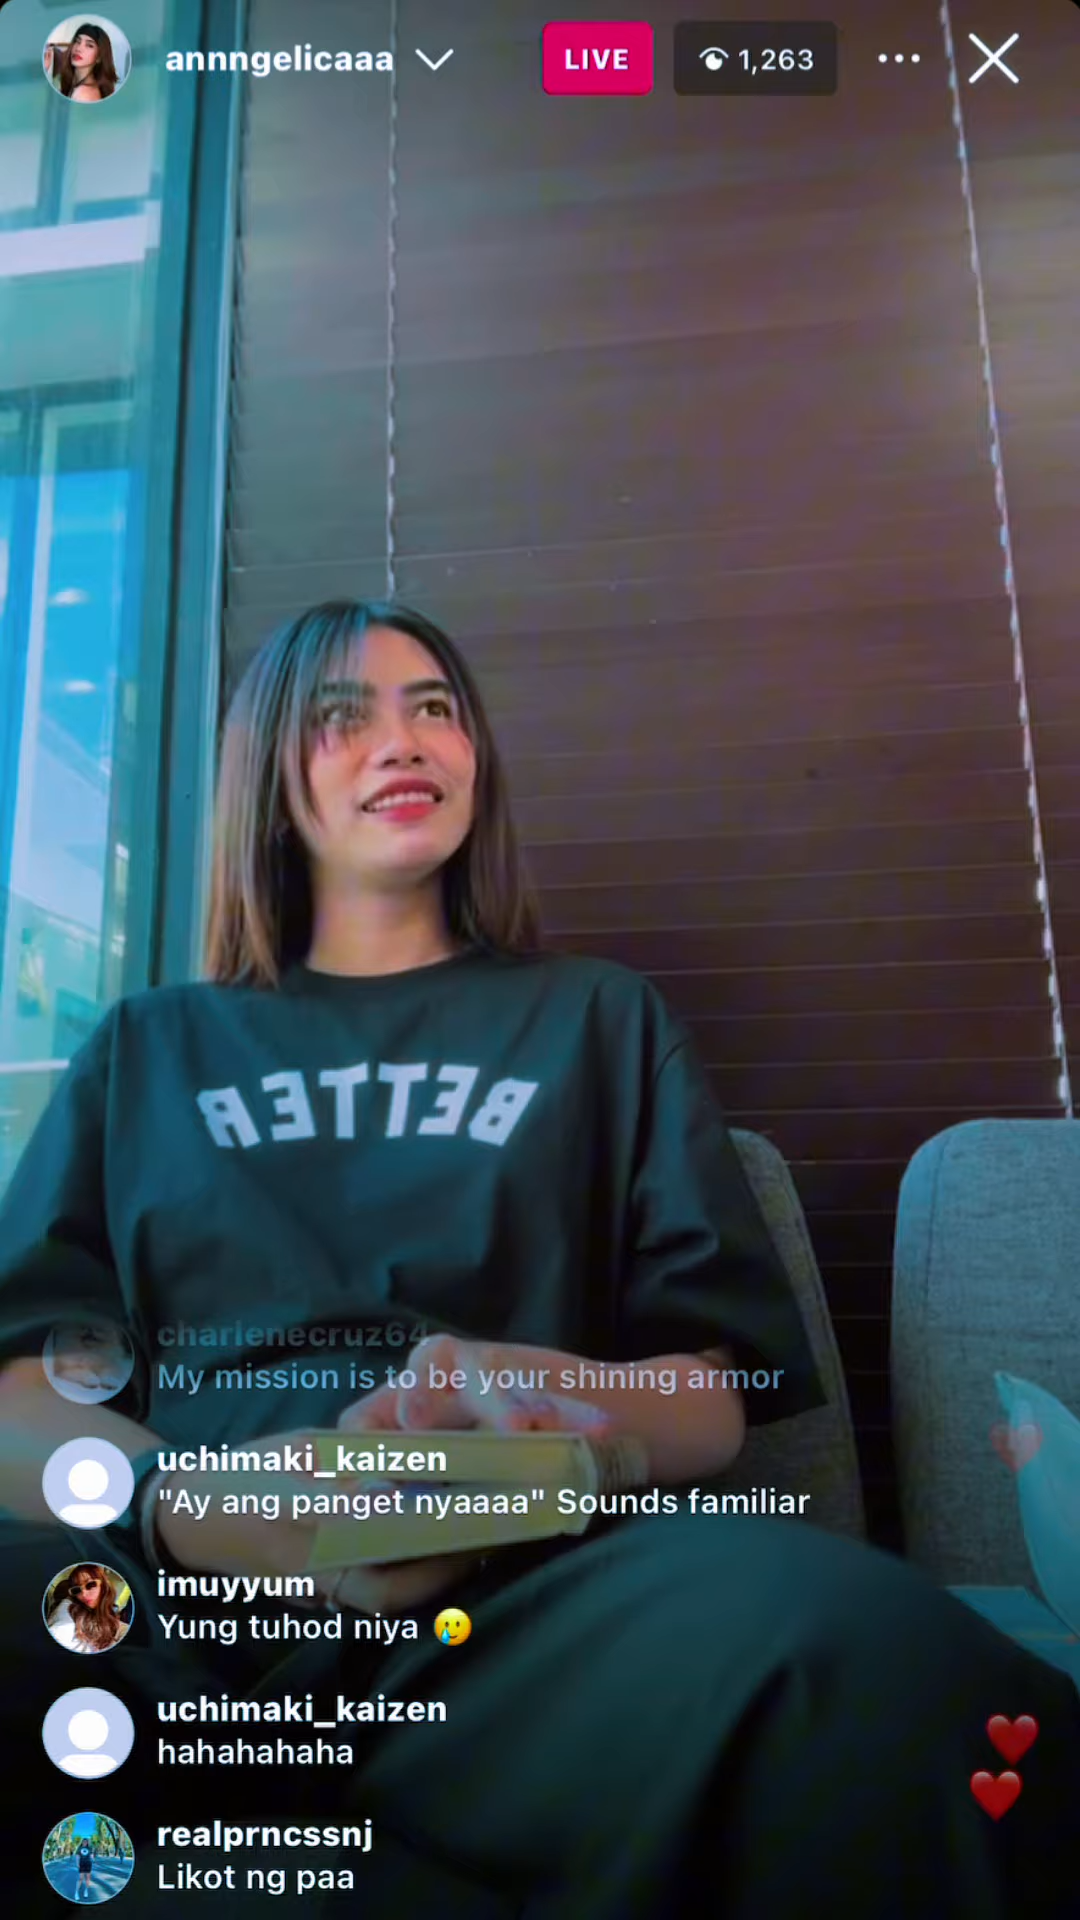 annngelicaaa
LIVE
1,263
BETTER
charlenecruz64
My mission is to be your shining armor
uchimaki_kaizen
"Ay ang panget nyaaaa" Sounds familiar
imuyyum
Yung tuhod niya 🥲
uchimaki_kaizen
hahahahaha
realprncssnj
Likot ng paa